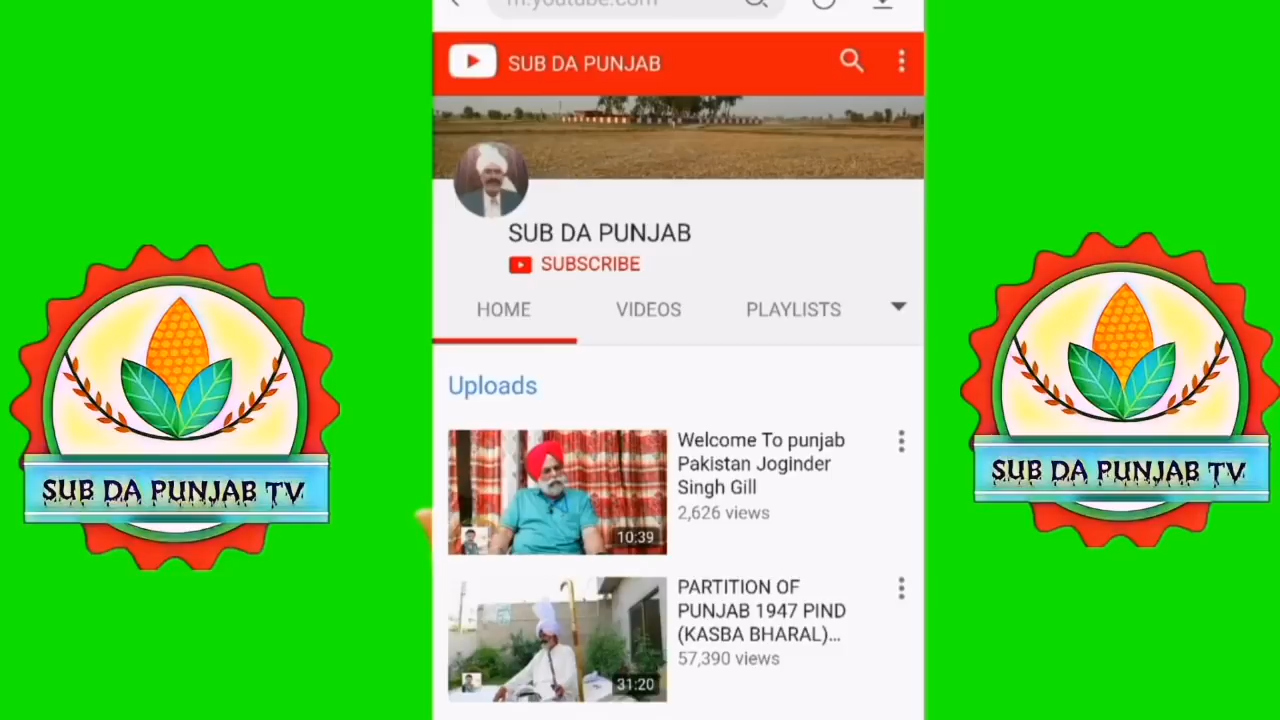 m.youtube.com
SUB DA PUNJAB
SUB DA PUNJAB
SUBSCRIBE
HOME VIDEOS PLAYLISTS
Uploads
Welcome To punjab
Pakistan Joginder
Singh Gill
2,626 views
10:39
PARTITION OF
PUNJAB 1947 PIND
(KASBA BHARAL)...
57,390 views
31:20
SUB DA PUNJAB TV
SUB DA PUNJAB TV